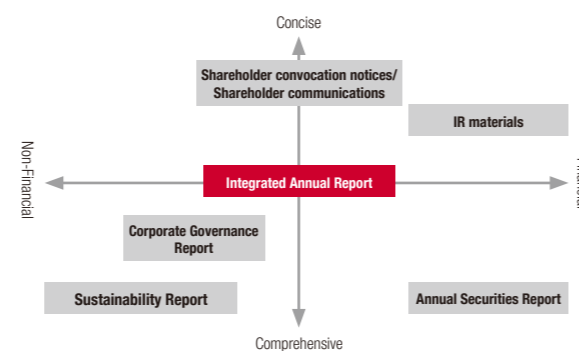 Concise
Shareholder convocation notices/
Shareholder communications
IR materials
Non-Financial
Integrated Annual Report
Corporate Governance
Report
Sustainability Report
Annual Securities Report
Comprehensive